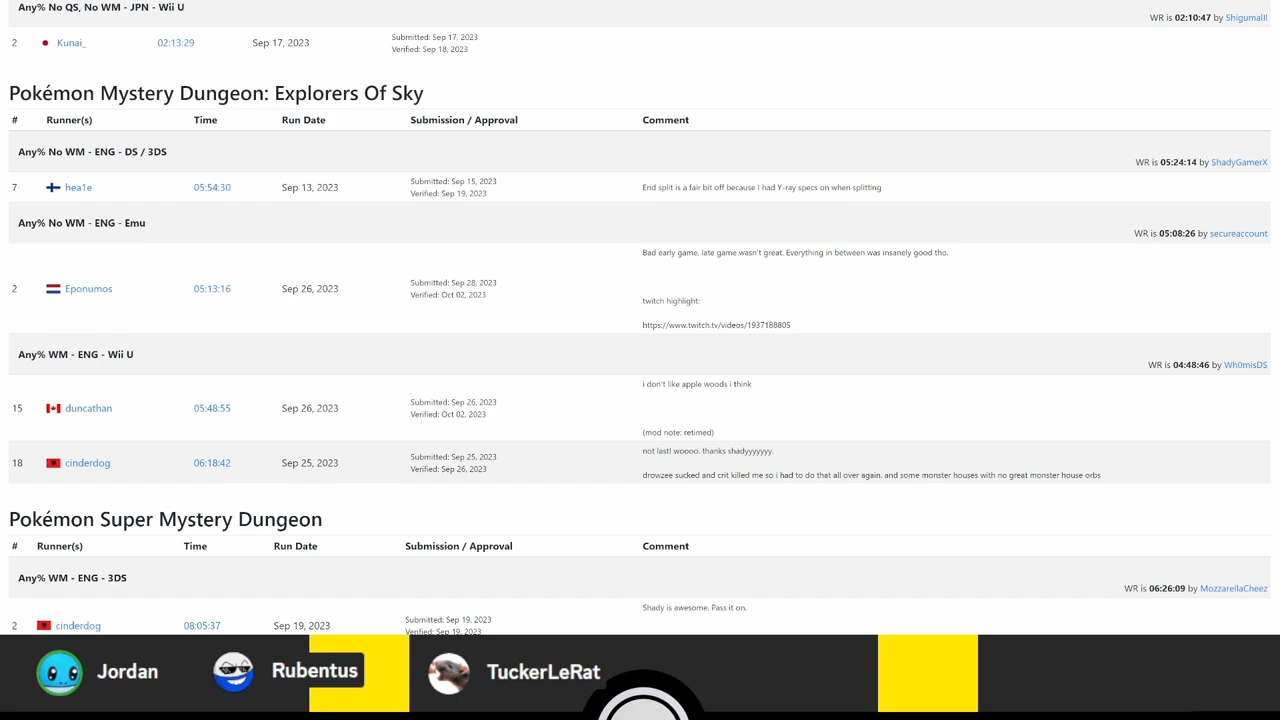 Any% No QS, No WM - JPN - Wii U
WR is 02:10:47 by Shigumalll
2 Kunai_ 02:13:29 Sep 17, 2023 Submitted: Sep 17, 2023
Verified: Sep 18, 2023
Pokémon Mystery Dungeon: Explorers Of Sky
# Runner(s) Time Run Date Submission / Approval Comment
Any% No WM - ENG - DS / 3DS
WR is 05:24:14 by ShadyGamerX
7 hea1e 05:54:30 Sep 13, 2023 Submitted: Sep 15, 2023
Verified: Sep 19, 2023
End split is a fair bit off because I had Y-ray specs on when splitting
Any% No WM - ENG - Emu
WR is 05:08:26 by secureaccount
2 Eponumos 05:13:16 Sep 26, 2023 Submitted: Sep 28, 2023
Verified: Oct 02, 2023
Bad early game, late game wasn't great. Everything in between was insanely good tho.
twitch highlight:
https://www.twitch.tv/videos/1937188805
Any% WM - ENG - Wii U
WR is 04:48:46 by Wh0misDS
15 duncathan 05:48:55 Sep 26, 2023 Submitted: Sep 26, 2023
Verified: Oct 02, 2023
i don't like apple woods i think
(mod note: retimed)
18 cinderdog 06:18:42 Sep 25, 2023 Submitted: Sep 25, 2023
Verified: Sep 26, 2023
not last! woooo. thanks shadyyyyyyy.
drowzee sucked and crit killed me so i had to do that all over again. and some monster houses with no great monster house orbs
Pokémon Super Mystery Dungeon
# Runner(s) Time Run Date Submission / Approval Comment
Any% WM - ENG - 3DS
WR is 06:26:09 by MozzarellaCheez
2 cinderdog 08:05:37 Sep 19, 2023 Submitted: Sep 19, 2023
Verified: Sep 19, 2023
Shady is awesome. Pass it on.
Jordan Rubentus TuckerLeRat